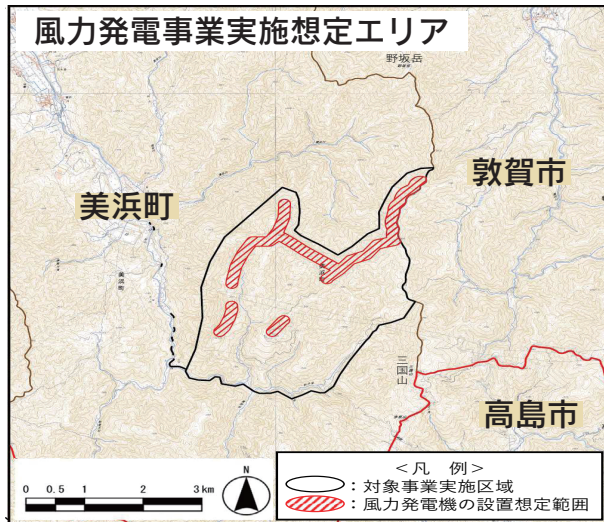 風力発電事業実施想定エリア
野坂岳
敦賀市
美浜町
美浜町
三国山
高島市
N
0 0.5 1 2 3 km
<凡 例>
:対象事業実施区域
:風力発電機の設置想定範囲